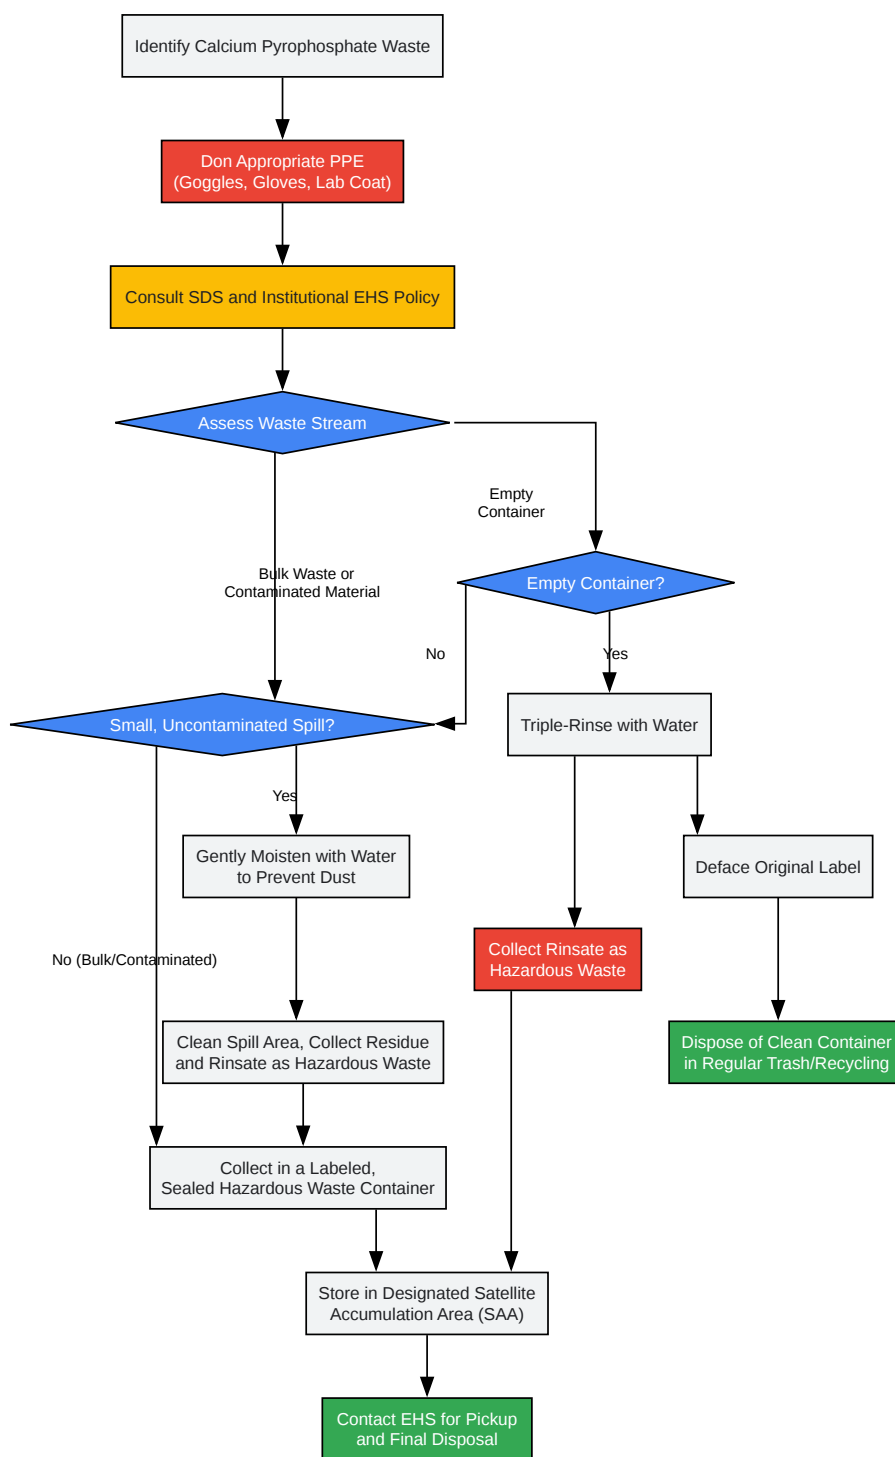 Identify Calcium Pyrophosphate Waste
Don Appropriate PPE
(Goggles, Gloves, Lab Coat)
Consult SDS and Institutional EHS Policy
Assess Waste Stream
Empty
Container
Bulk Waste or
Contaminated Material
Empty Container?
No
Yes
Small, Uncontaminated Spill?
Triple-Rinse with Water
Yes
Gently Moisten with Water
to Prevent Dust
Deface Original Label
No (Bulk/Contaminated)
Collect Rinsate as
Hazardous Waste
Clean Spill Area, Collect Residue
and Rinsate as Hazardous Waste
Dispose of Clean Container
in Regular Trash/Recycling
Collect in a Labeled,
Sealed Hazardous Waste Container
Store in Designated Satellite
Accumulation Area (SAA)
Contact EHS for Pickup
and Final Disposal